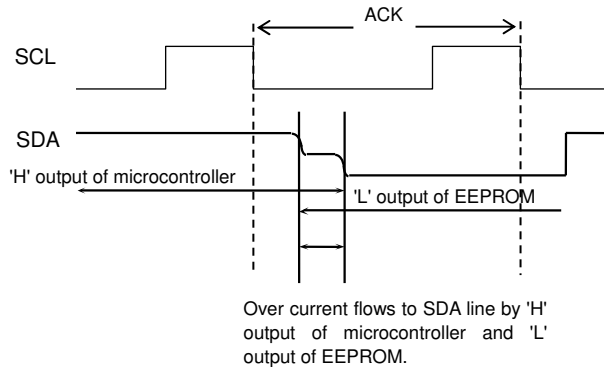 ACK
SCL
SDA
'H' output of microcontroller
'L' output of EEPROM
Over current flows to SDA line by 'H'
output of microcontroller and 'L'
output of EEPROM.